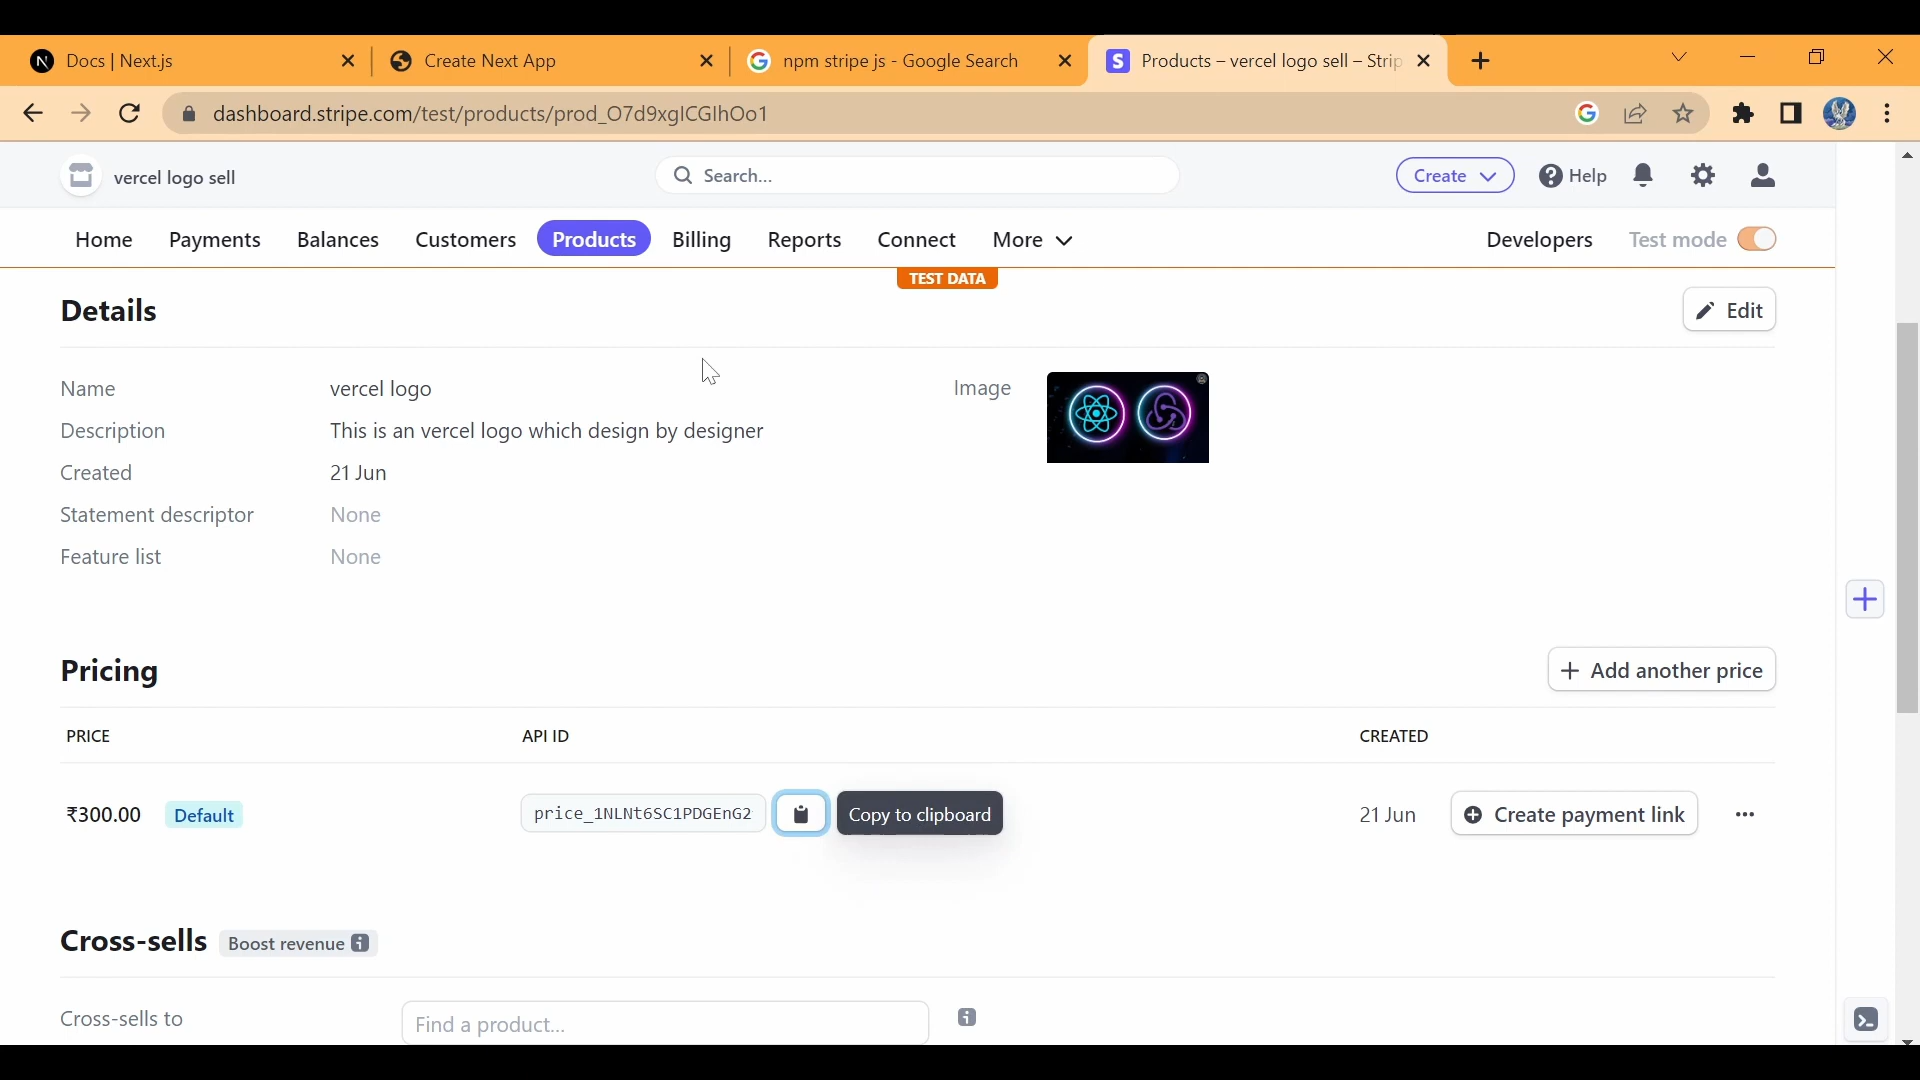 Docs | Next.js
Create Next App
npm stripe js - Google Search
Products – vercel logo sell – Strip
dashboard.stripe.com/test/products/prod_O7d9xgICGIhOo1
vercel logo sell
Search...
Create
Help
Home
Payments
Balances
Customers
Products
Billing
Reports
Connect
More
Developers
Test mode
TEST DATA
Details
Edit
Name
vercel logo
Image
Description
This is an vercel logo which design by designer
Created
21 Jun
Statement descriptor
None
Feature list
None
Pricing
Add another price
PRICE
API ID
CREATED
₹300.00
Default
price_1NLNt6SC1PDGEnG2
Copy to clipboard
21 Jun
Create payment link
Cross-sells
Boost revenue
Cross-sells to
Find a product...